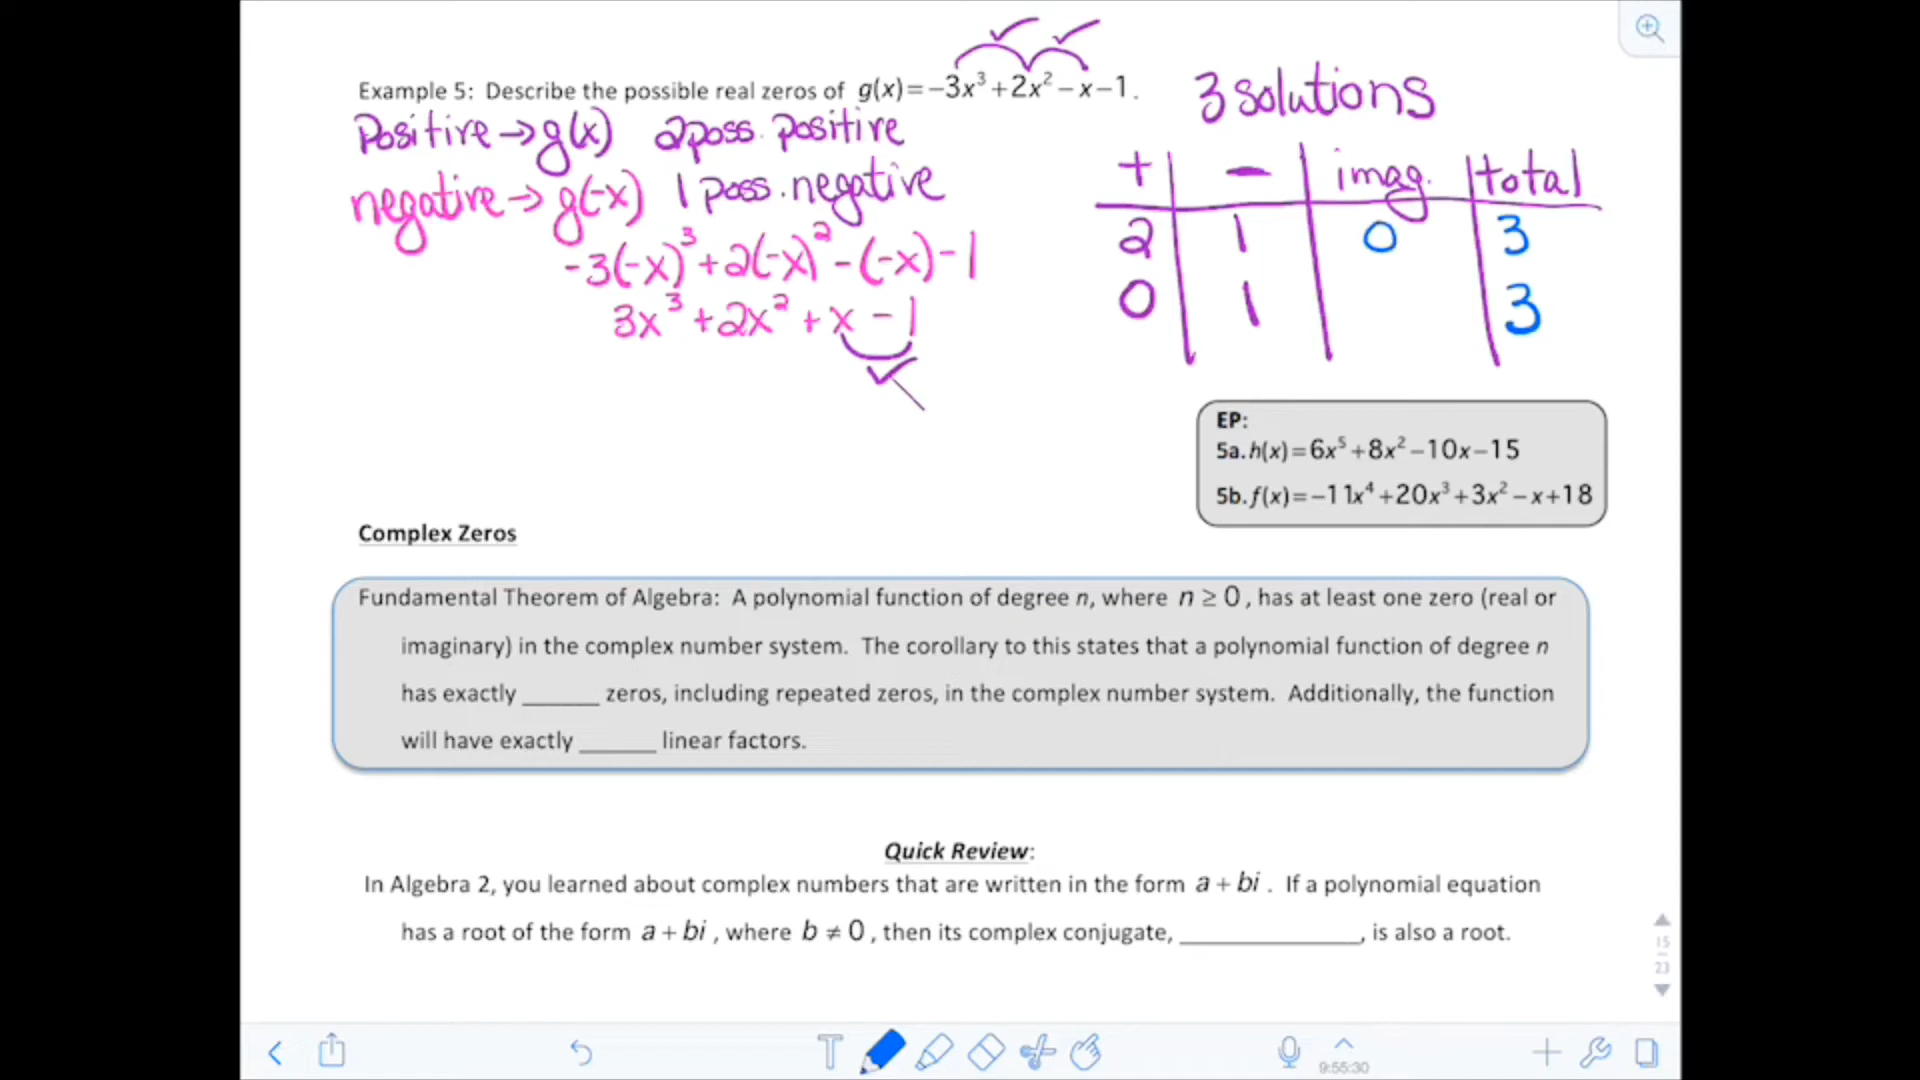 Example 5: Describe the possible real zeros of g(x)=−3x³+2x²−x−1.
3 solutions
Positive→g(x) 2 poss. positive
negative→g(-x) 1 poss. negative
-3(-x)³+2(-x)²-(-x)-1
3x³+2x²+x-1
+ - imag. total
2 1 0 3
0 1 3
EP:
5a. h(x)=6x⁵+8x²−10x−15
5b. f(x)=−11x⁴+20x³+3x²−x+18
Complex Zeros
Fundamental Theorem of Algebra: A polynomial function of degree n, where n ≥ 0, has at least one zero (real or
imaginary) in the complex number system. The corollary to this states that a polynomial function of degree n
has exactly ______ zeros, including repeated zeros, in the complex number system. Additionally, the function
will have exactly ______ linear factors.
Quick Review:
In Algebra 2, you learned about complex numbers that are written in the form a + bi. If a polynomial equation
has a root of the form a + bi, where b ≠ 0, then its complex conjugate, ______________, is also a root.
15
23
T
9:55:30